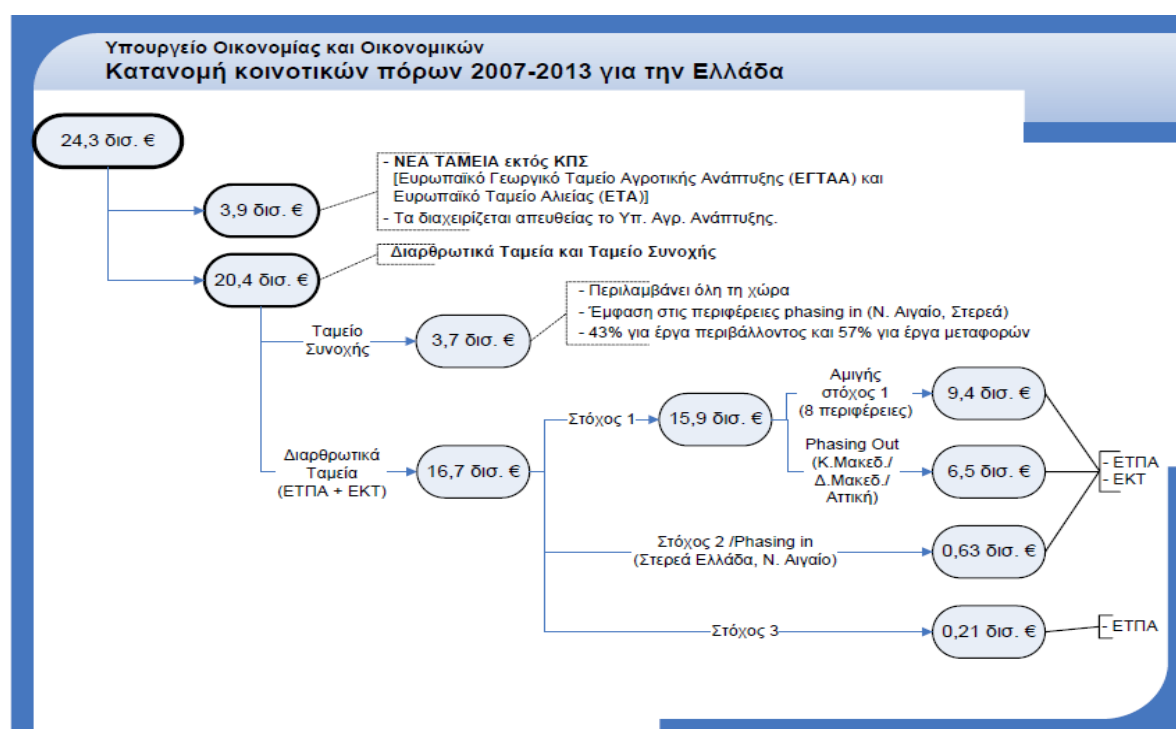 Υπουργείο Οικονομίας και Οικονομικών
Κατανομή κοινοτικών πόρων 2007-2013 για την Ελλάδα
24,3 δισ. €
3,9 δισ. €
- ΝΕΑ ΤΑΜΕΙΑ εκτός ΚΠΣ
[Ευρωπαϊκό Γεωργικό Ταμείο Αγροτικής Ανάπτυξης (ΕΓΤΑΑ) και
Ευρωπαϊκό Ταμείο Αλιείας (ΕΤΑ)]
- Τα διαχειρίζεται απευθείας το Υπ. Αγρ. Ανάπτυξης.
20,4 δισ. €
Διαρθρωτικά Ταμεία και Ταμείο Συνοχής
Ταμείο
Συνοχής
3,7 δισ. €
- Περιλαμβάνει όλη τη χώρα
- Έμφαση στις περιφέρειες phasing in (Ν. Αιγαίο, Στερεά)
- 43% για έργα περιβάλλοντος και 57% για έργα μεταφορών
Διαρθρωτικά
Ταμεία
(ΕΤΠΑ + ΕΚΤ)
16,7 δισ. €
Στόχος 1
15,9 δισ. €
Αμιγής
στόχος 1
(8 περιφέρειες)
9,4 δισ. €
Phasing Out
(Κ.Μακεδ./
Δ.Μακεδ./
Αττική)
6,5 δισ. €
- ΕΤΠΑ
- ΕΚΤ
Στόχος 2 /Phasing in
(Στερεά Ελλάδα, Ν. Αιγαίο)
0,63 δισ. €
Στόχος 3
0,21 δισ. €
- ΕΤΠΑ